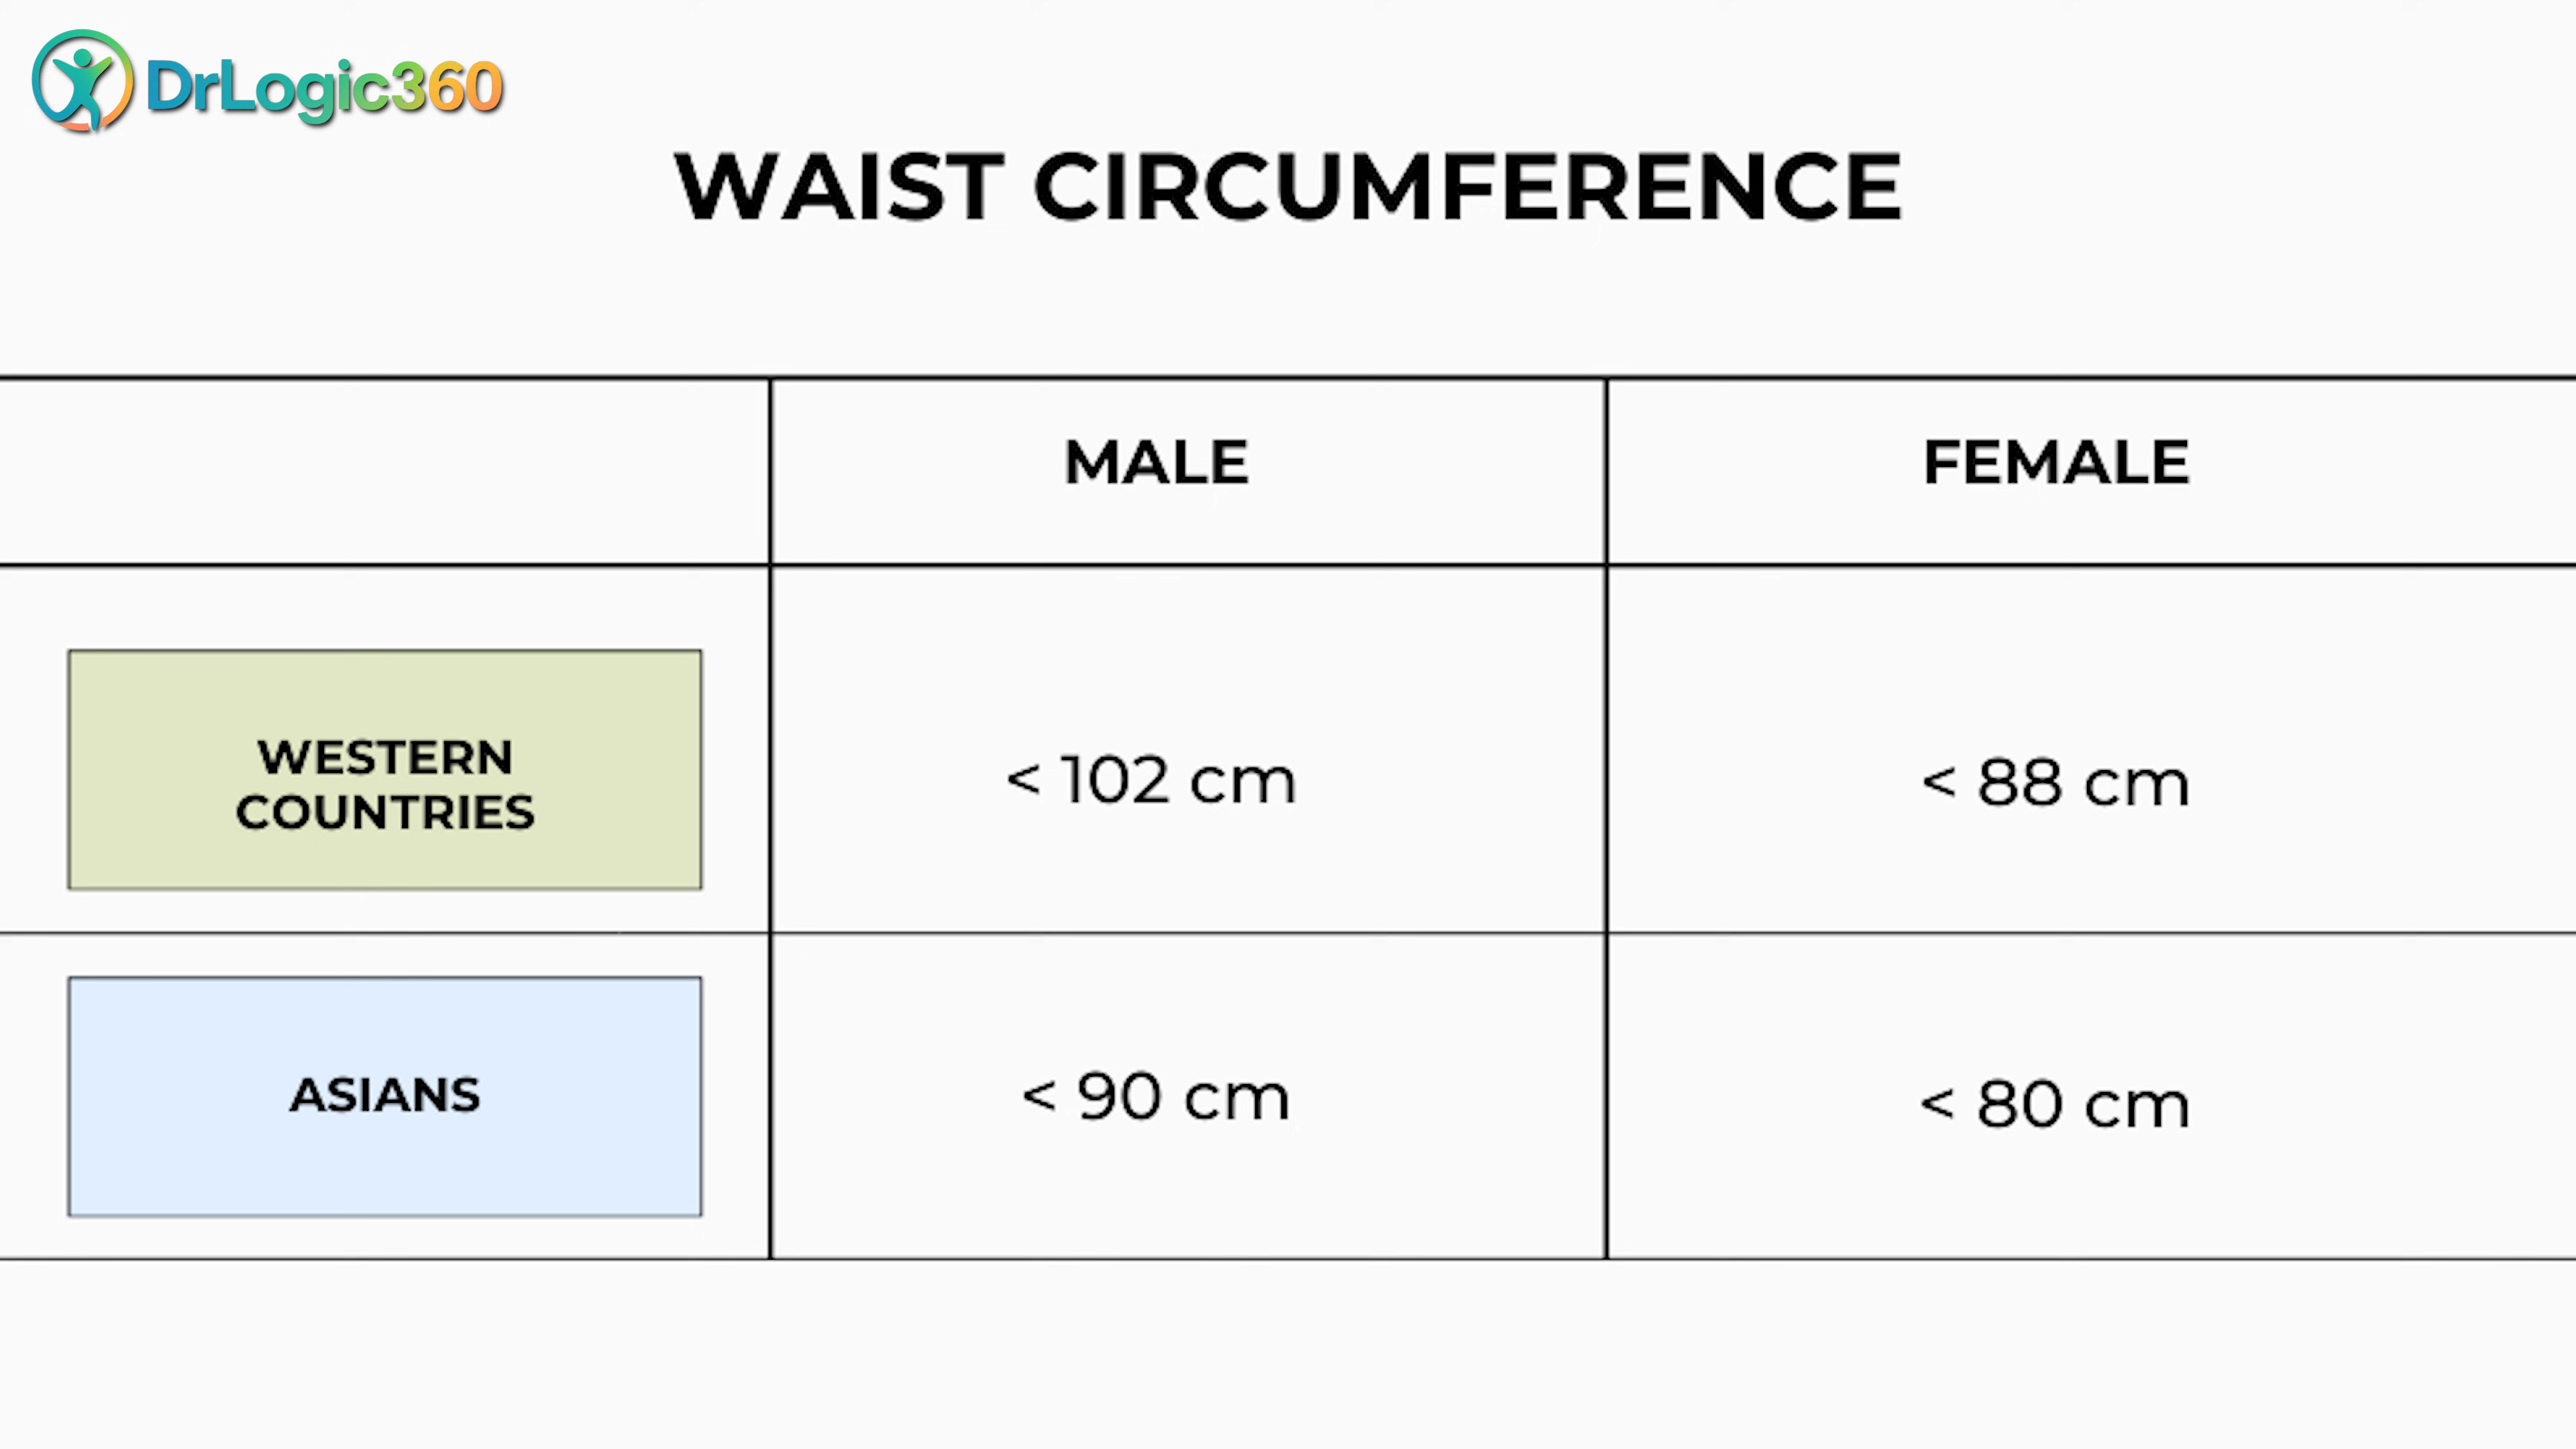 DrLogic360
WAIST CIRCUMFERENCE
MALE
FEMALE
WESTERN
COUNTRIES
< 102 cm
< 88 cm
ASIANS
< 90 cm
< 80 cm